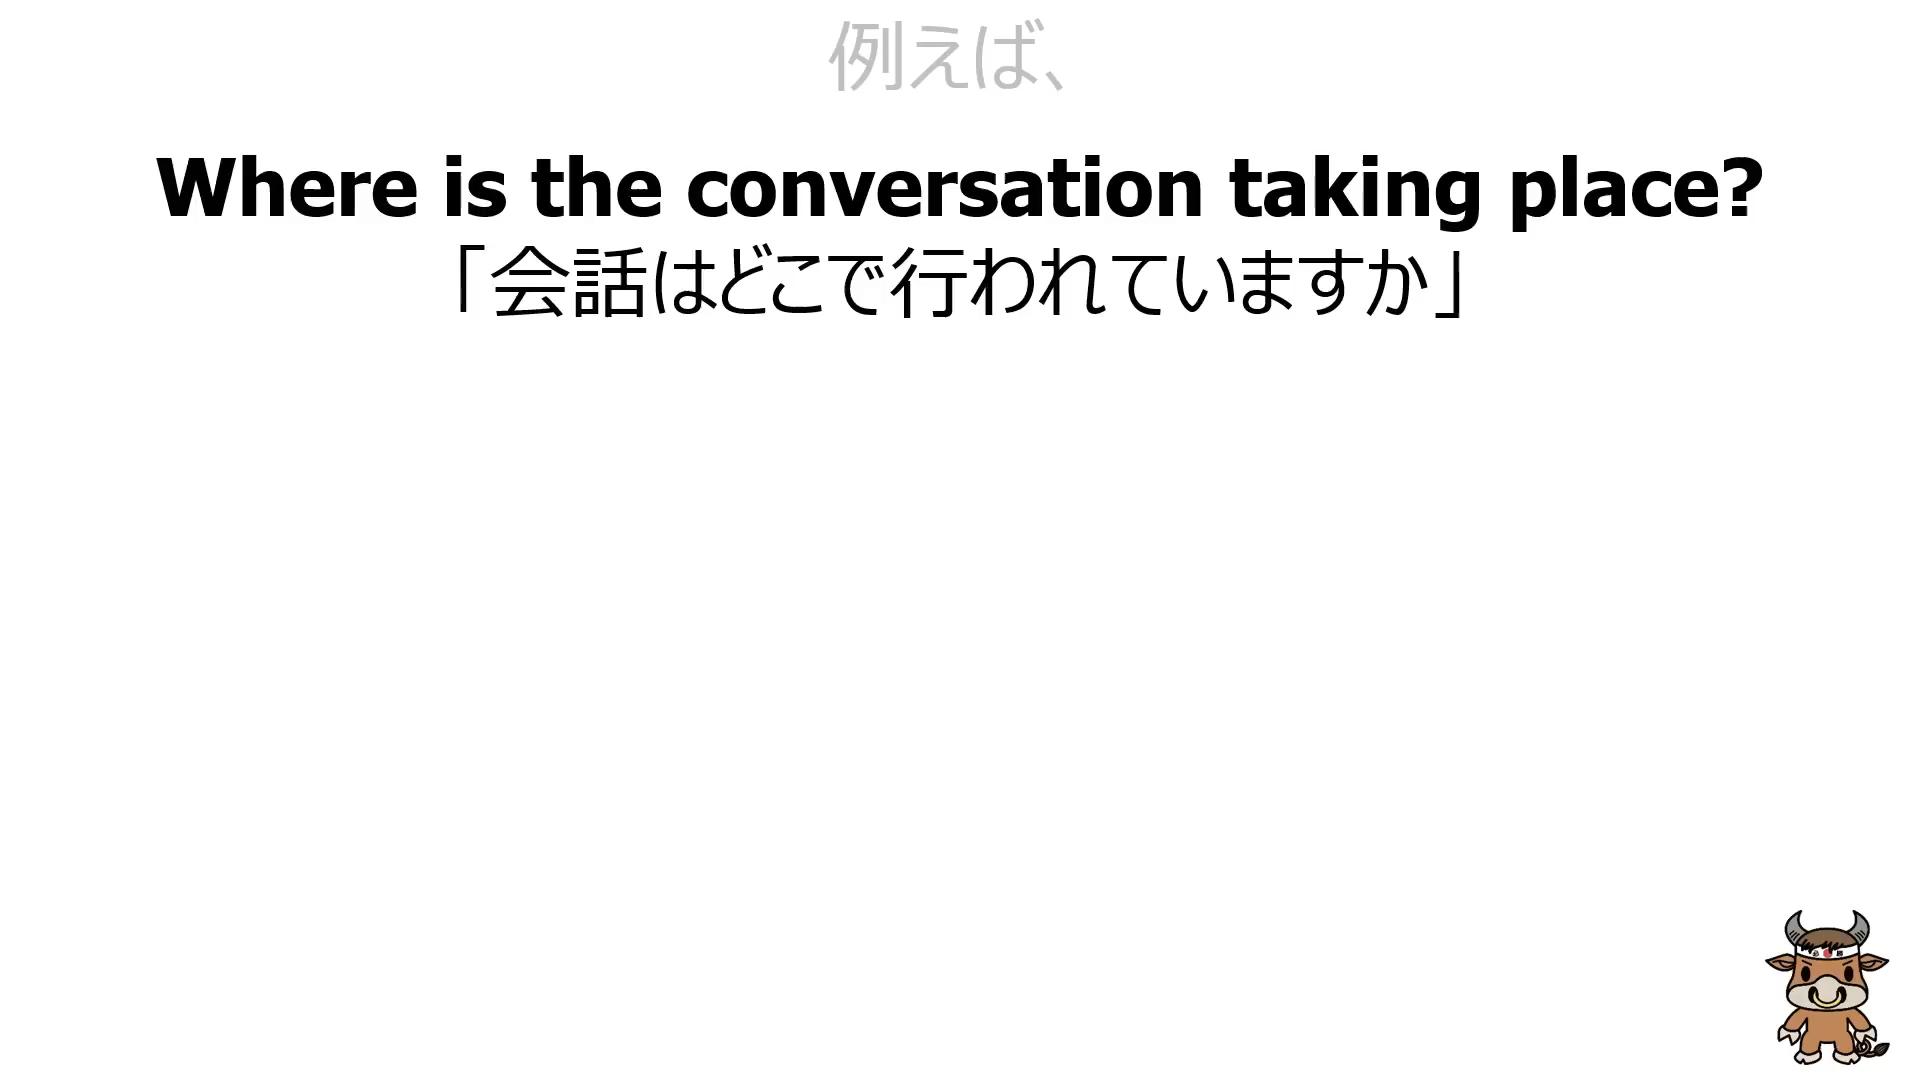 例えば、
Where is the conversation taking place?
「会話はどこで行われていますか」